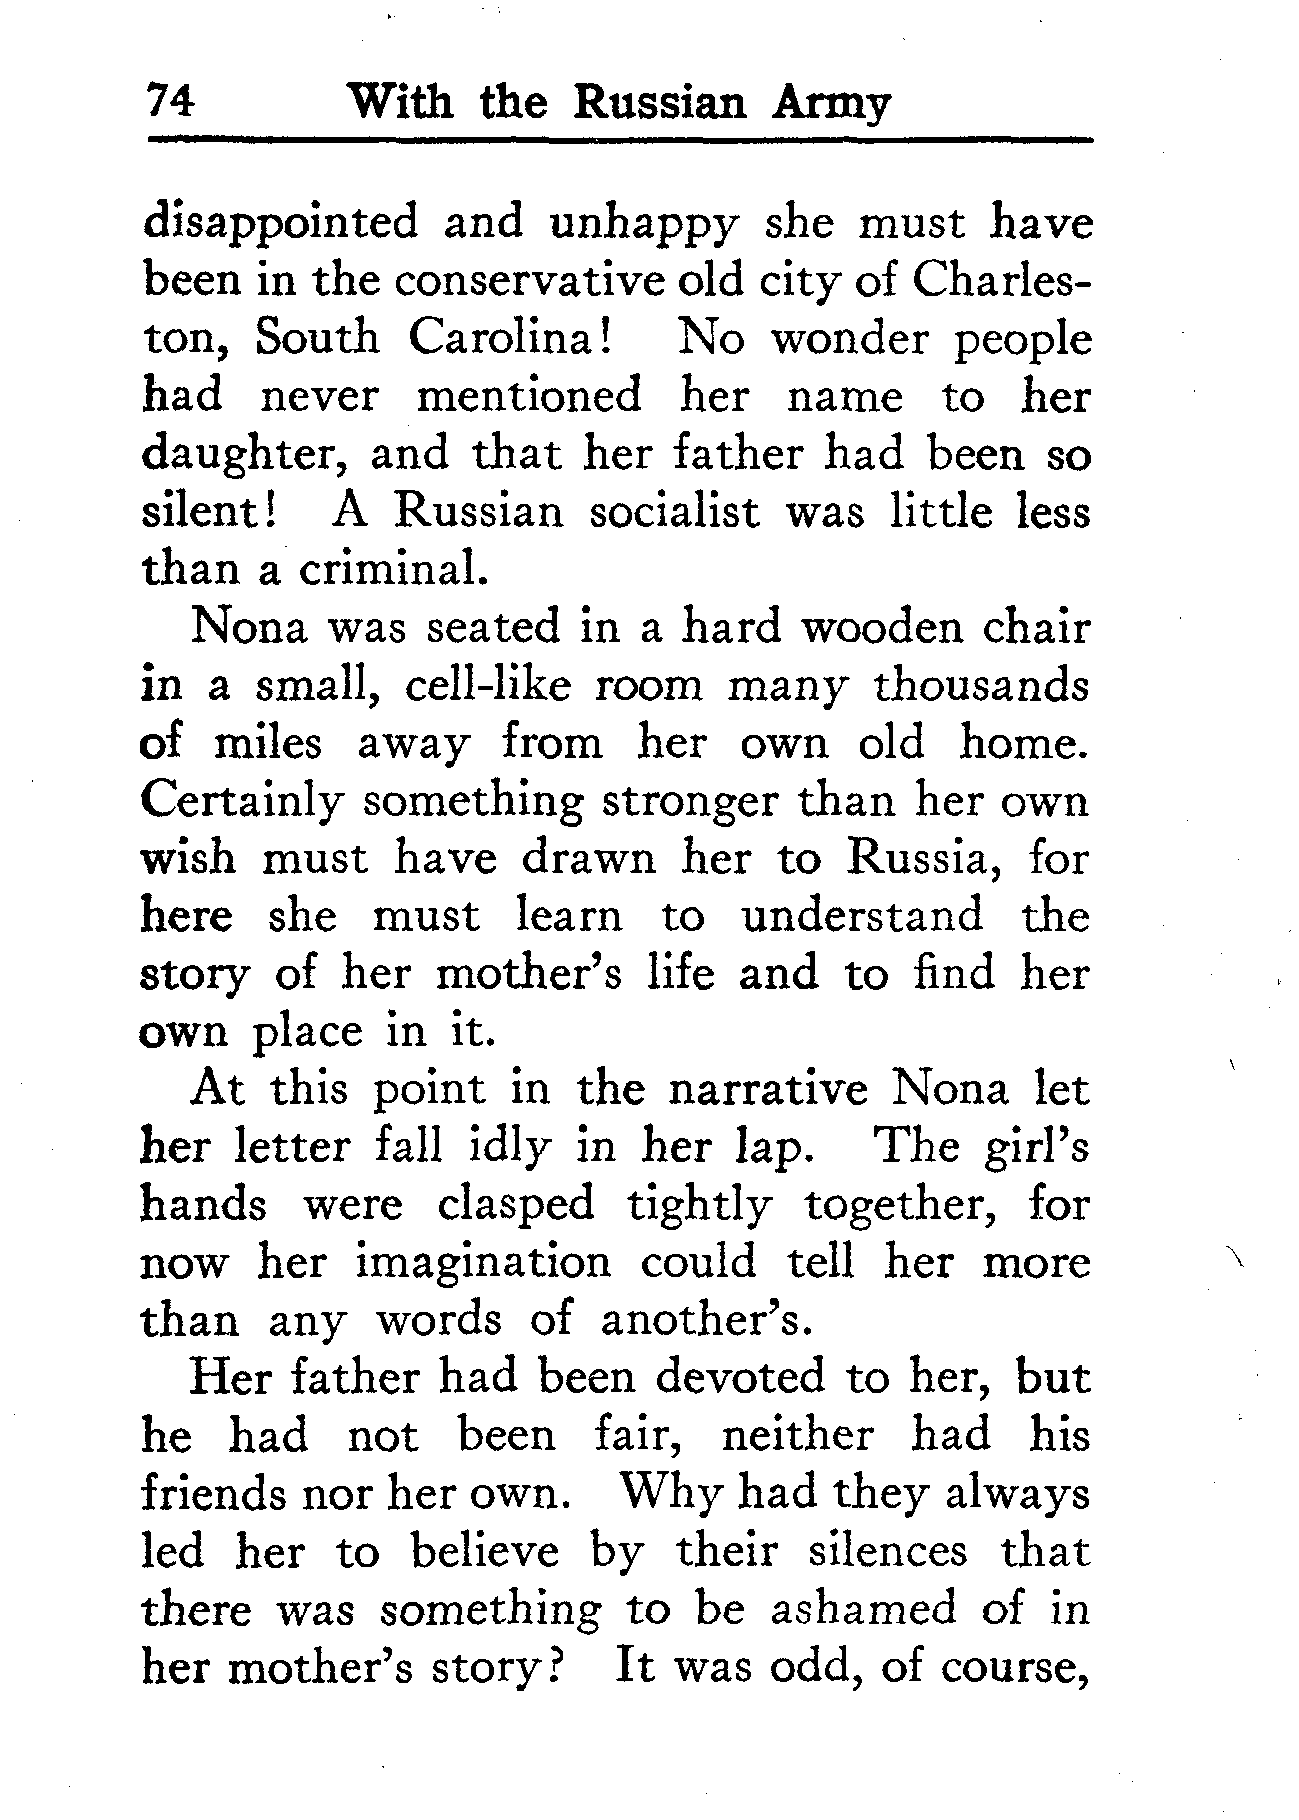 74 With the Russian Army
disappointed and unhappy she must have
been in the conservative old city of Charles-
ton, South Carolina! No wonder people
had never mentioned her name to her
daughter, and that her father had been so
silent! A Russian socialist was little less
than a criminal.
Nona was seated in a hard wooden chair
in a small, cell-like room many thousands
of miles away from her own old home.
Certainly something stronger than her own
wish must have drawn her to Russia, for
here she must learn to understand the
story of her mother's life and to find her
own place in it.
At this point in the narrative Nona let
her letter fall idly in her lap. The girl's
hands were clasped tightly together, for
now her imagination could tell her more
than any words of another's.
Her father had been devoted to her, but
he had not been fair, neither had his
friends nor her own. Why had they always
led her to believe by their silences that
there was something to be ashamed of in
her mother's story? It was odd, of course,